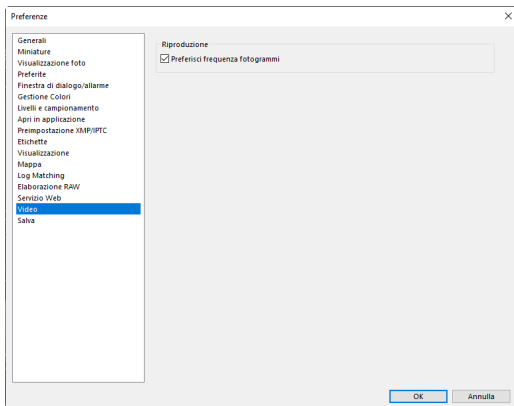 Preferenze
Generali
Miniature
Visualizzazione foto
Preferite
Finestra di dialogo/allarme
Gestione Colori
Livelli e campionamento
Apri in applicazione
Preimpostazione XMP/IPTC
Etichette
Visualizzazione
Mappa
Log Matching
Elaborazione RAW
Servizio Web
Video
Salva
Riproduzione
Preferisci frequenza fotogrammi
OK
Annulla